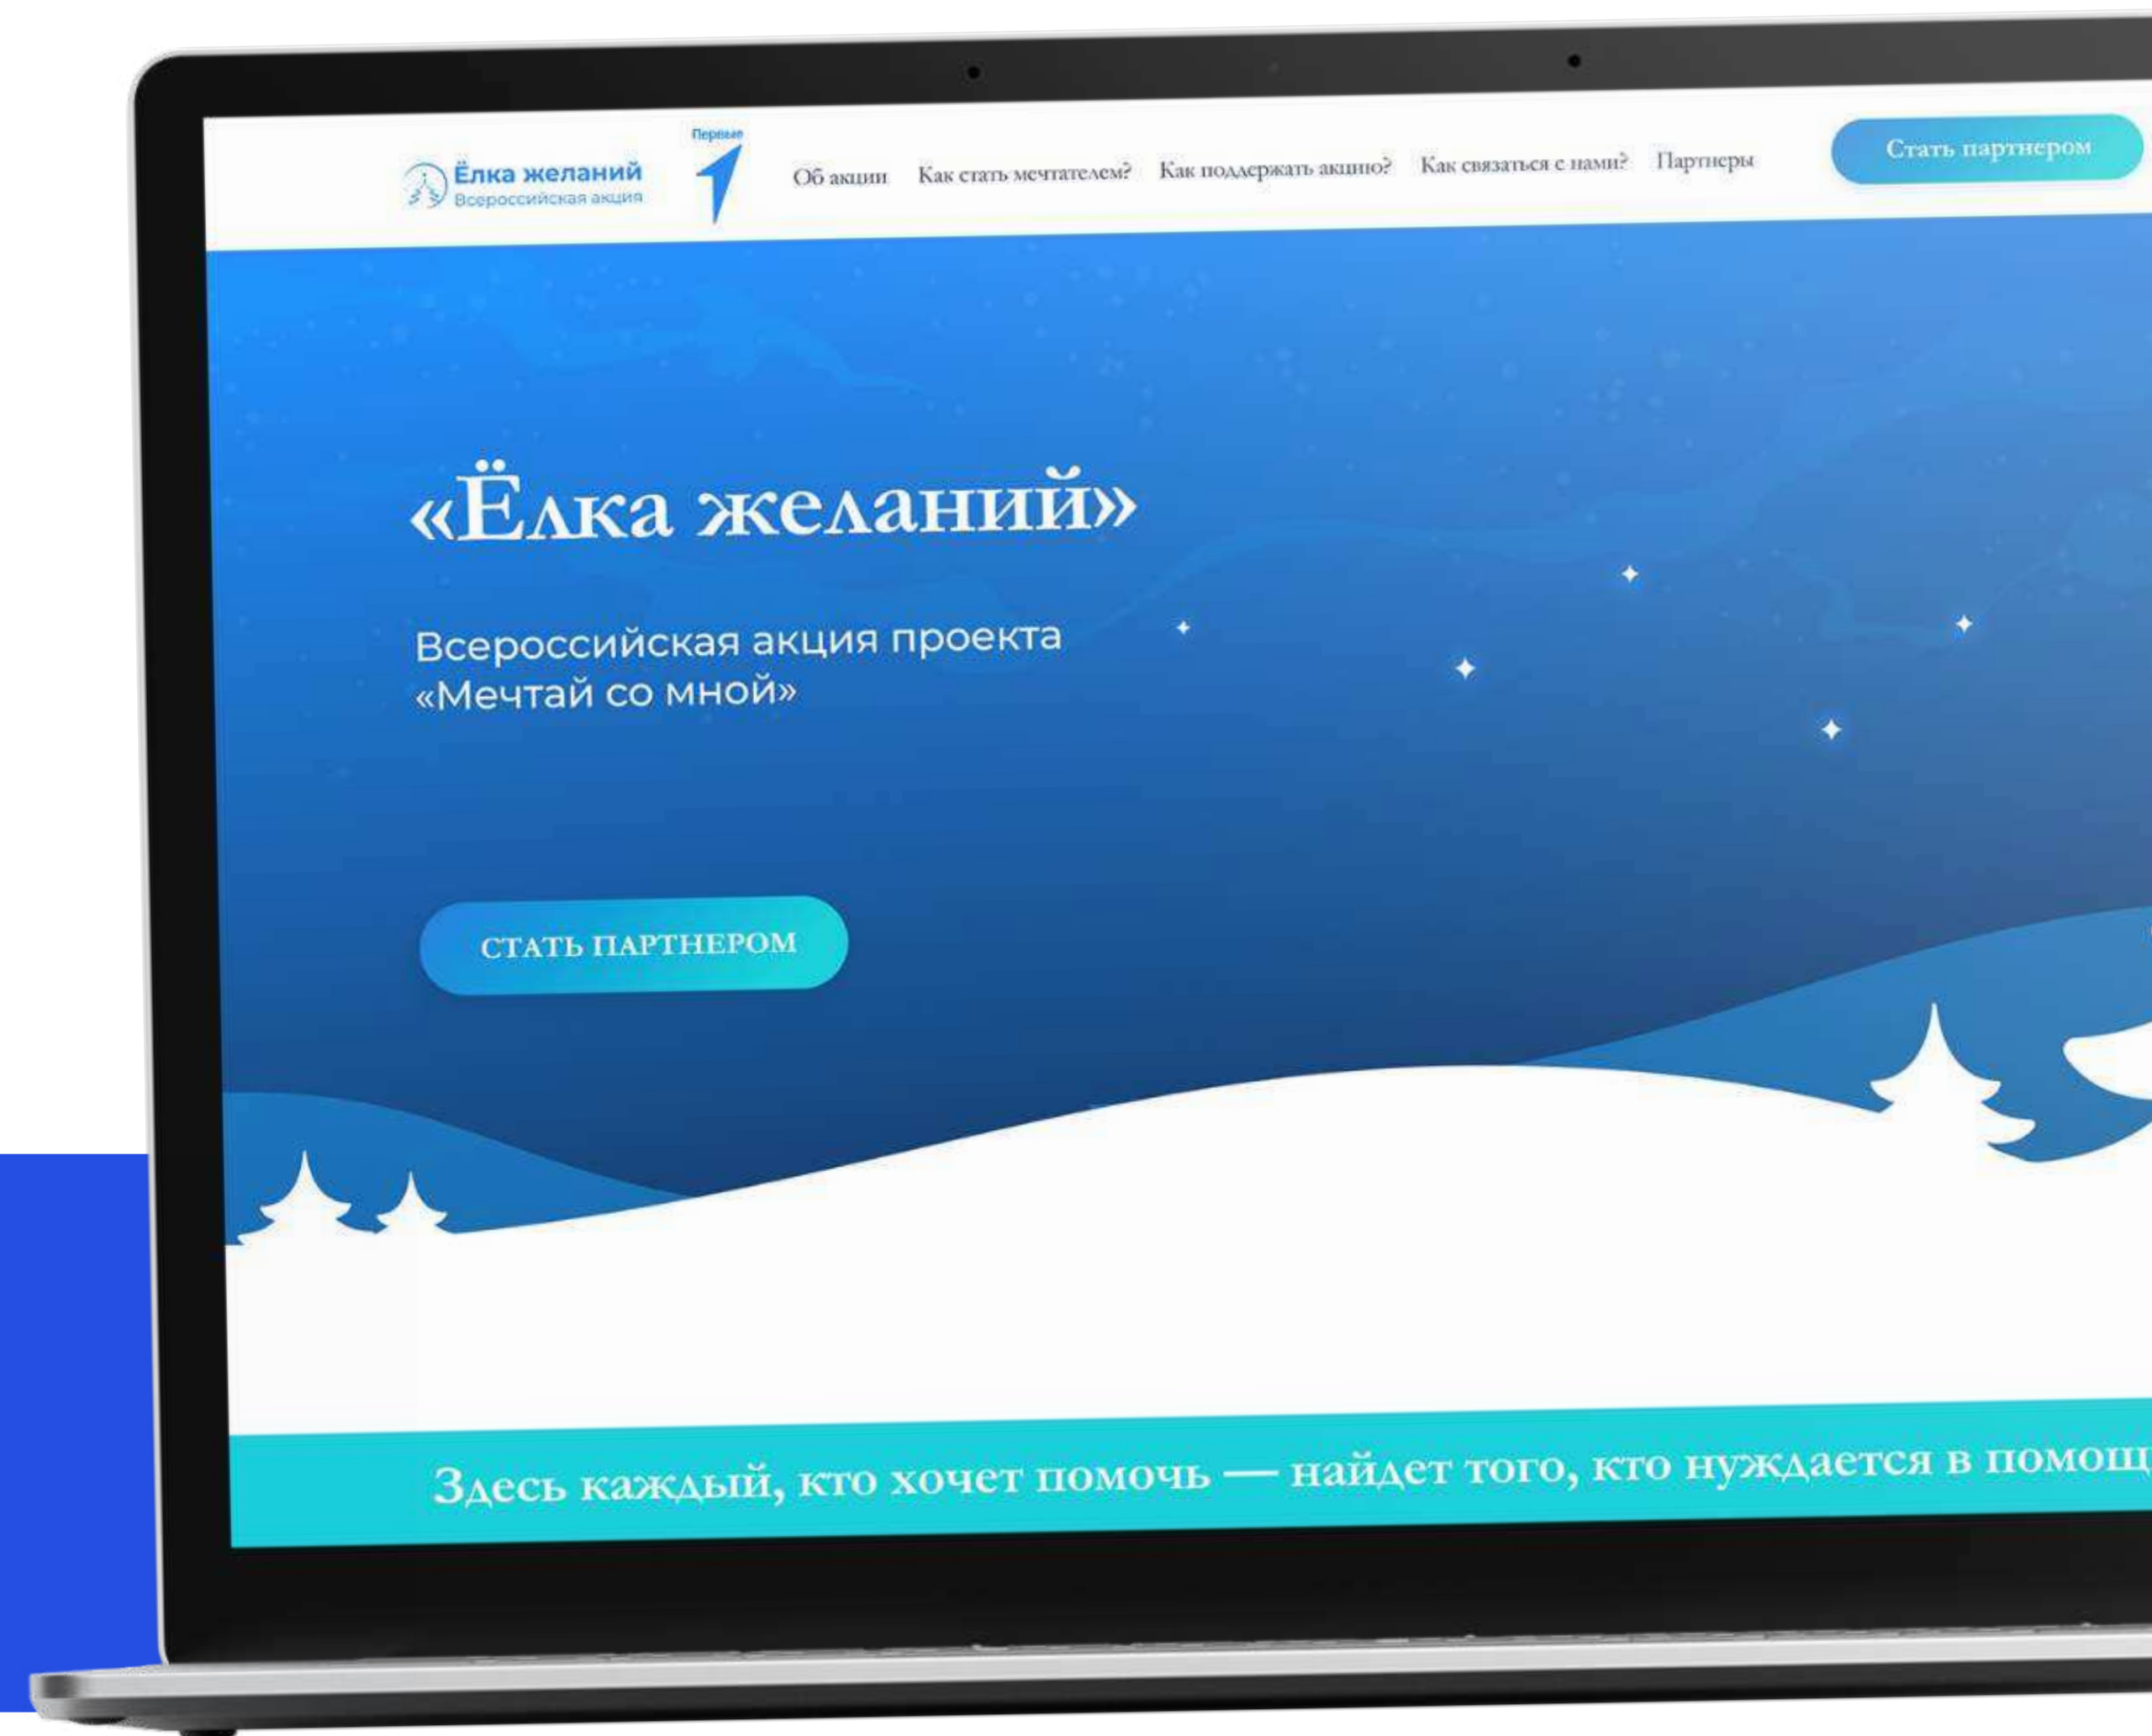 Ёлка желаний
Всероссийская акция
Первые
Об акции Как стать мечтателем? Как поддержать акцию? Как связаться с нами? Партнеры
Стать партнером
«Ёлка желаний»
Всероссийская акция проекта
«Мечтай со мной»
СТАТЬ ПАРТНЕРОМ
Здесь каждый, кто хочет помочь — найдет того, кто нуждается в